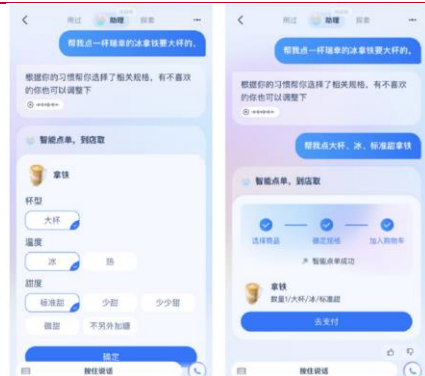 用过
助理
探索
帮我点一杯瑞幸的冰拿铁要大杯的。
根据你的习惯帮你选择了相关规格，有不喜欢
的你也可以调整下
智能点单，到店取
拿铁
杯型
大杯
温度
冰
热
甜度
标准甜
少甜
少少甜
微甜
不另外加糖
确定
按住说话
用过
助理
探索
帮我点一杯瑞幸的冰拿铁要大杯的。
根据你的习惯帮你选择了相关规格，有不喜欢
的你也可以调整下
帮我点大杯、冰、标准甜拿铁
智能点单，到店取
选择商品
确定规格
加入购物车
智能点单成功
拿铁
数量1/大杯/冰/标准甜
去支付
按住说话